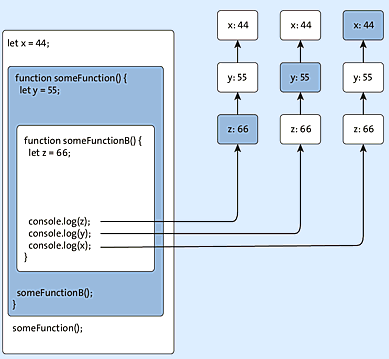 let x = 44;
function someFunction() {
let y = 55;
function someFunctionB() {
let z = 66;
console.log(z);
console.log(y);
console.log(x);
}
someFunctionB();
}
someFunction();
x: 44 x: 44 x: 44
y: 55 y: 55 y: 55
z: 66 z: 66 z: 66